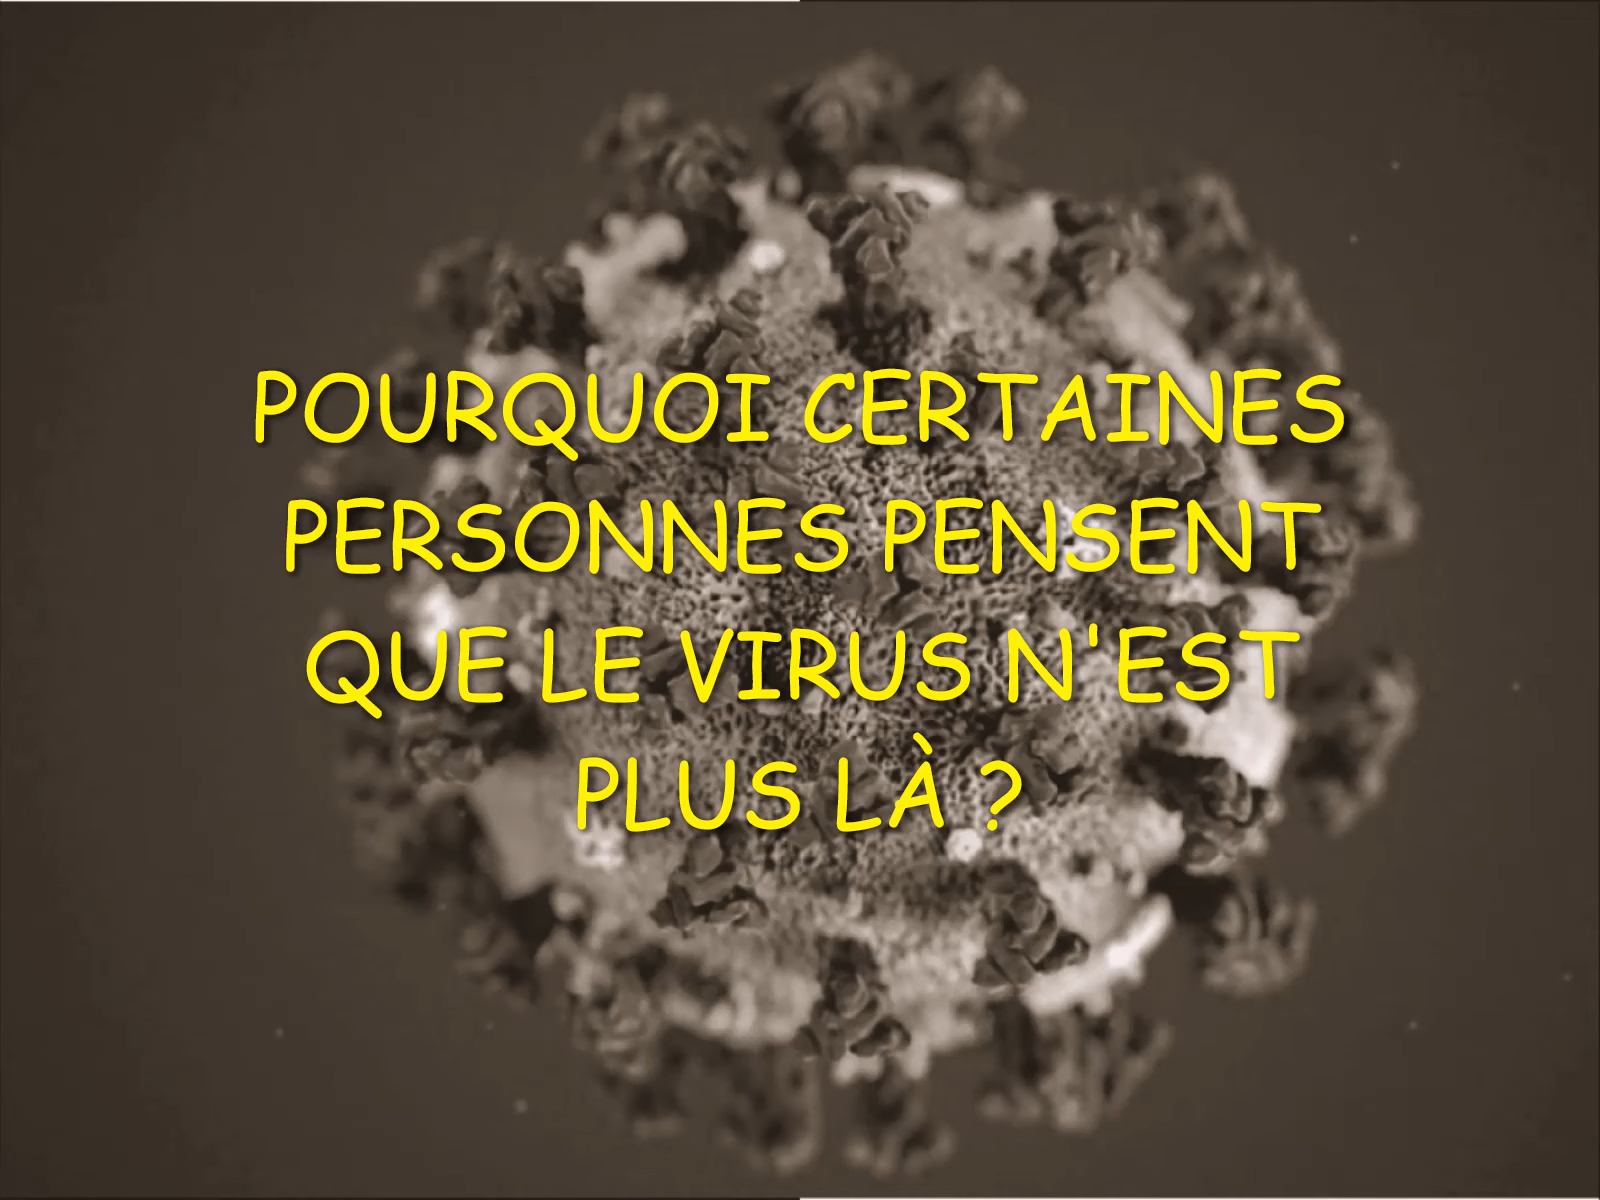 POURQUOI CERTAINES
PERSONNES PENSENT
QUE LE VIRUS N'EST
PLUS LÀ ?